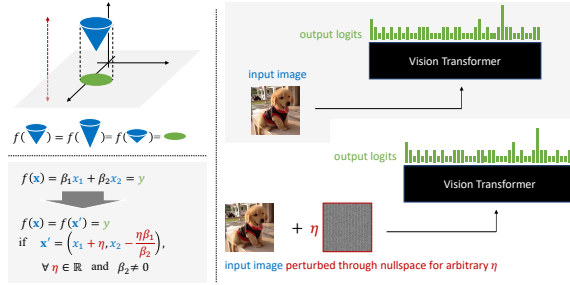 f( ) = f( ) = f( )=
f(x) = β₁x₁ + β₂x₂ = y
f(x) = f(x′) = y
if x′ = (x₁ + η, x₂ − ηβ₁/β₂),
∀ η ∈ ℝ and β₂ ≠ 0
output logits
Vision Transformer
input image
output logits
Vision Transformer
+ η
input image perturbed through nullspace for arbitrary η